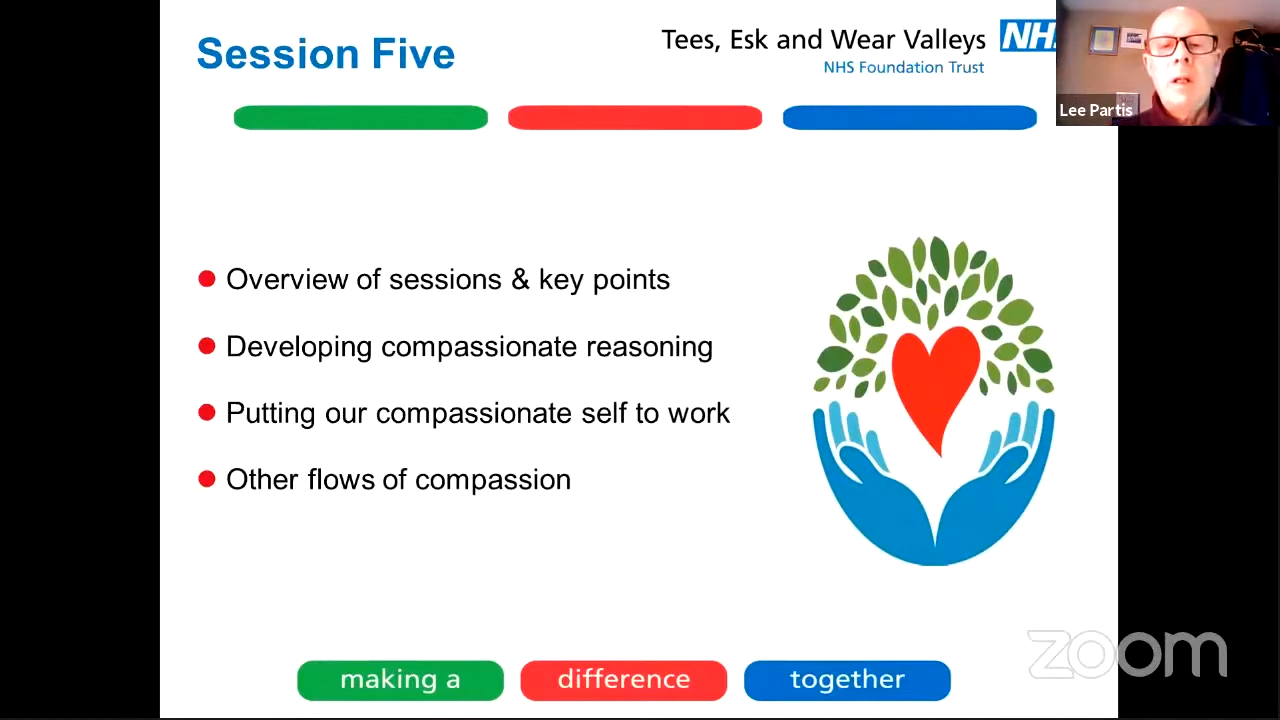 Session Five
Tees, Esk and Wear Valleys NHS
NHS Foundation Trust
Lee Partis
Overview of sessions & key points
Developing compassionate reasoning
Putting our compassionate self to work
Other flows of compassion
making a difference together
zoom